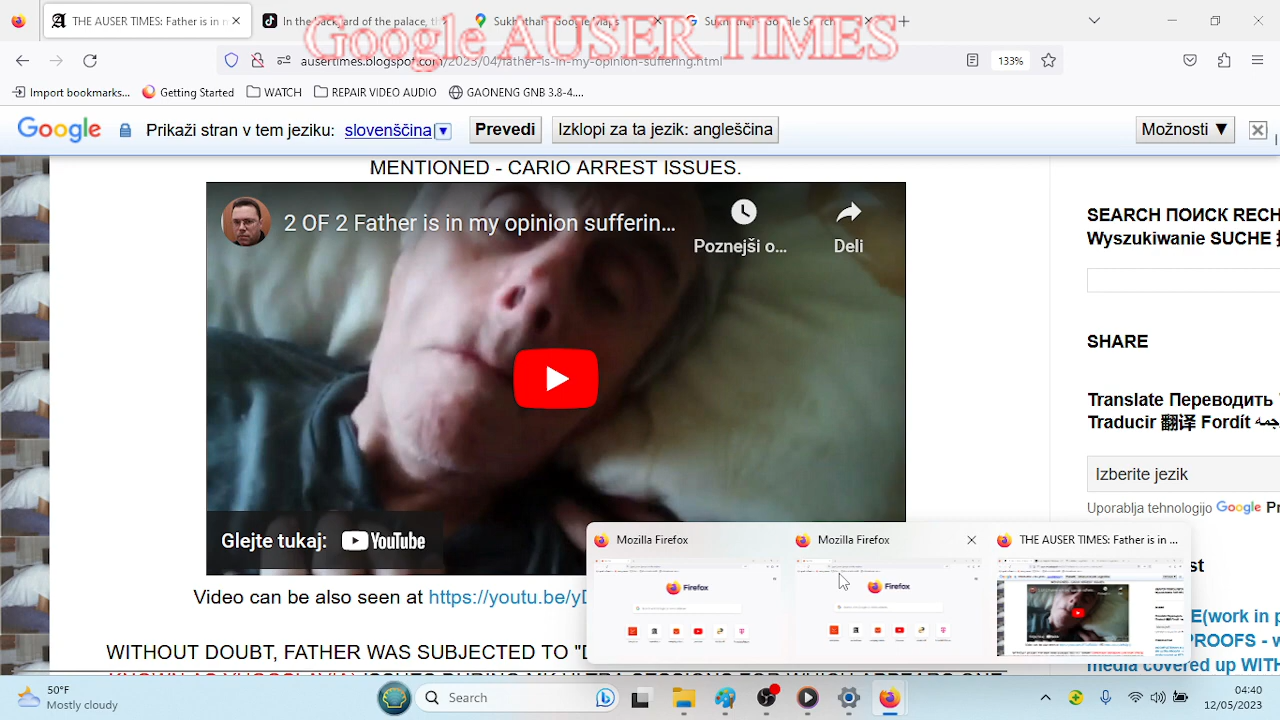 THE AUSER TIMES: Father is in m
In the backyard of the palace, th
Sukhothai - Google Maps
Sukhothai - Google Search
Google AUSER TIMES
ausertimes.blogspot.com/2023/04/father-is-in-my-opinion-suffering.html
133%
Import bookmarks...
Getting Started
WATCH
REPAIR VIDEO AUDIO
GAONENG GNB 3.8-4....
Google
Prikaži stran v tem jeziku: slovenščina
Prevedi
Izklopi za ta jezik: angleščina
Možnosti ▼
MENTIONED - CARIO ARREST ISSUES.
2 OF 2 Father is in my opinion sufferin...
Poznejši o...
Deli
Glejte tukaj: YouTube
SEARCH ПОИСК RECH
Wyszukiwanie SUCHE
SHARE
Translate Переводить
Traducir 翻译 Fordít
Izberite jezik
Uporablja tehnologijo Google
Video can be also seen at https://youtu.be/y
WITHOUT DOUBT, FATHER WAS SUBJECTED TO "D
Mozilla Firefox
Mozilla Firefox
THE AUSER TIMES: Father is in ...
Firefox
Firefox
st
E(work in p
PROOFS - w
media covered up WITH
50°F
Mostly cloudy
Search
04:40
12/05/2023